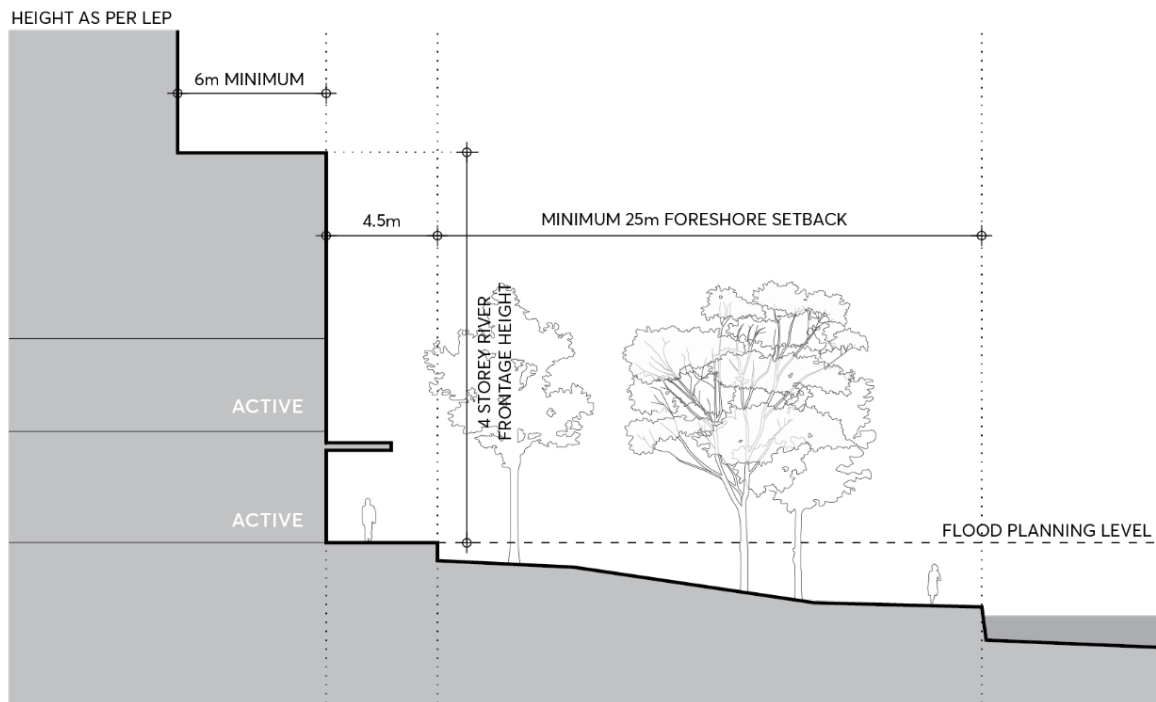 HEIGHT AS PER LEP
6m MINIMUM
4.5m
MINIMUM 25m FORESHORE SETBACK
4 STOREY RIVER
FRONTAGE HEIGHT
ACTIVE
ACTIVE
FLOOD PLANNING LEVEL